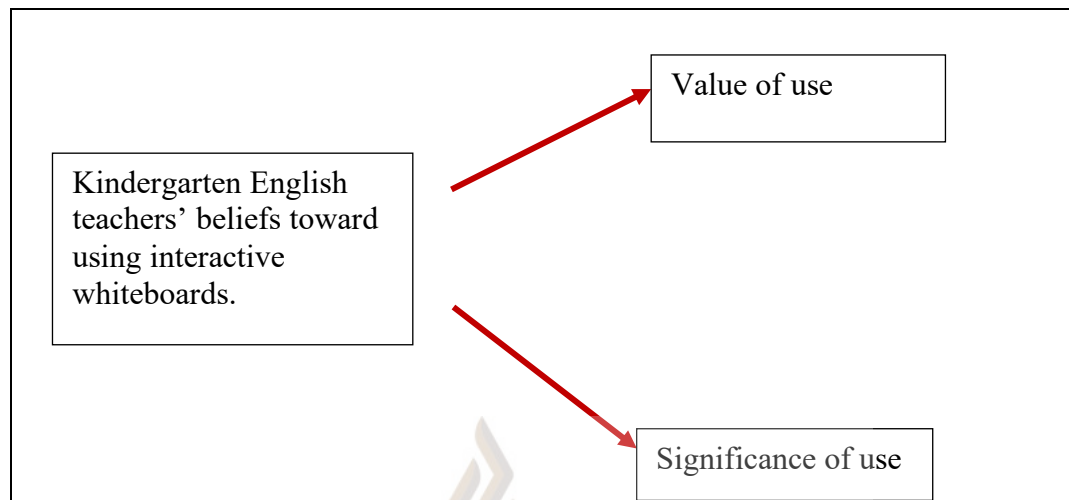 Value of use
Kindergarten English
teachers’ beliefs toward
using interactive
whiteboards.
Significance of use